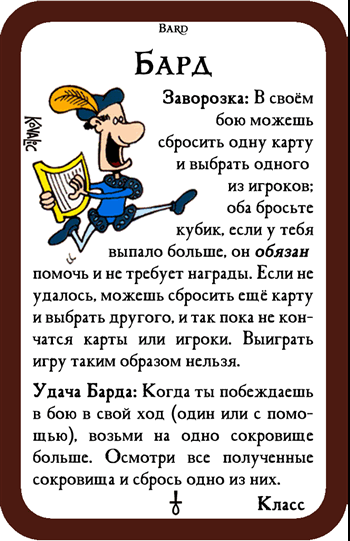 Bard
Бард
Заворозка: В своём
бою можешь
сбросить одну карту
и выбрать одного
из игроков;
оба бросьте
кубик, если у тебя
выпало больше, он обязан
помочь и не требует награды. Если не
удалось, можешь сбросить ещё карту
и выбрать другого, и так пока не кон-
чатся карты или игроки. Выиграть
игру таким образом нельзя.
Удача Барда: Когда ты побеждаешь
в бою в свой ход (один или с помо-
щью), возьми на одно сокровище
больше. Осмотри все полученные
сокровища и сбрось одно из них.
Класс
KOVALIC